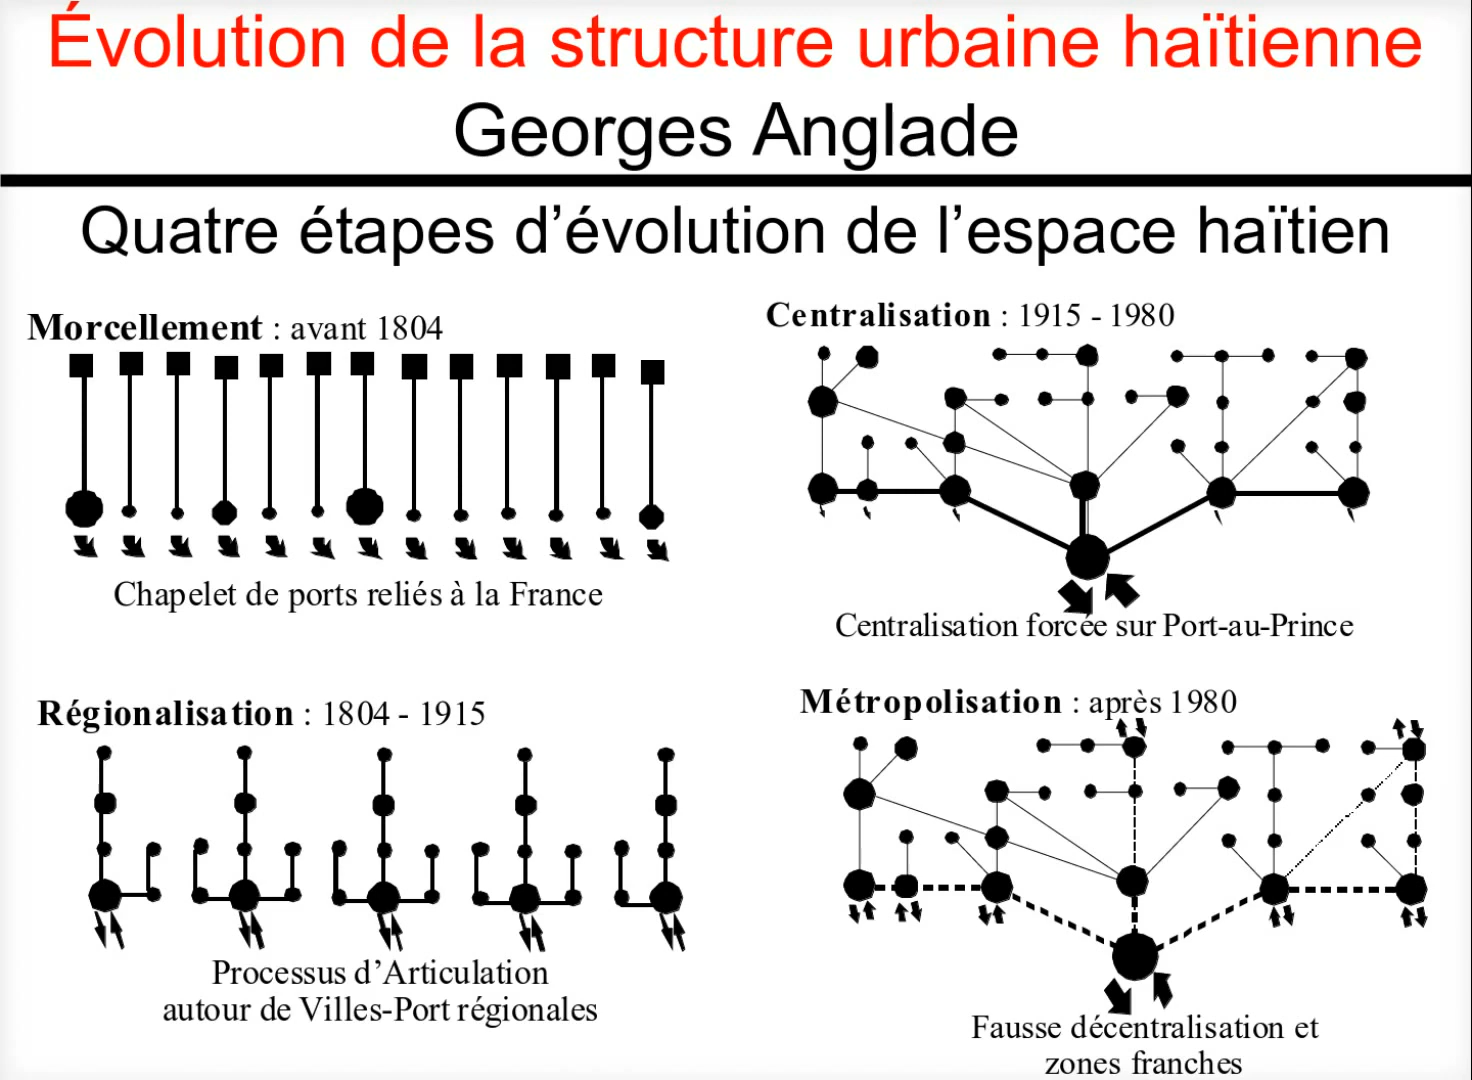 Évolution de la structure urbaine haïtienne
Georges Anglade
Quatre étapes d’évolution de l’espace haïtien
Morcellement : avant 1804
Chapelet de ports reliés à la France
Centralisation : 1915 - 1980
Centralisation forcée sur Port-au-Prince
Régionalisation : 1804 - 1915
Processus d’Articulation
autour de Villes-Port régionales
Métropolisation : après 1980
Fausse décentralisation et
zones franches